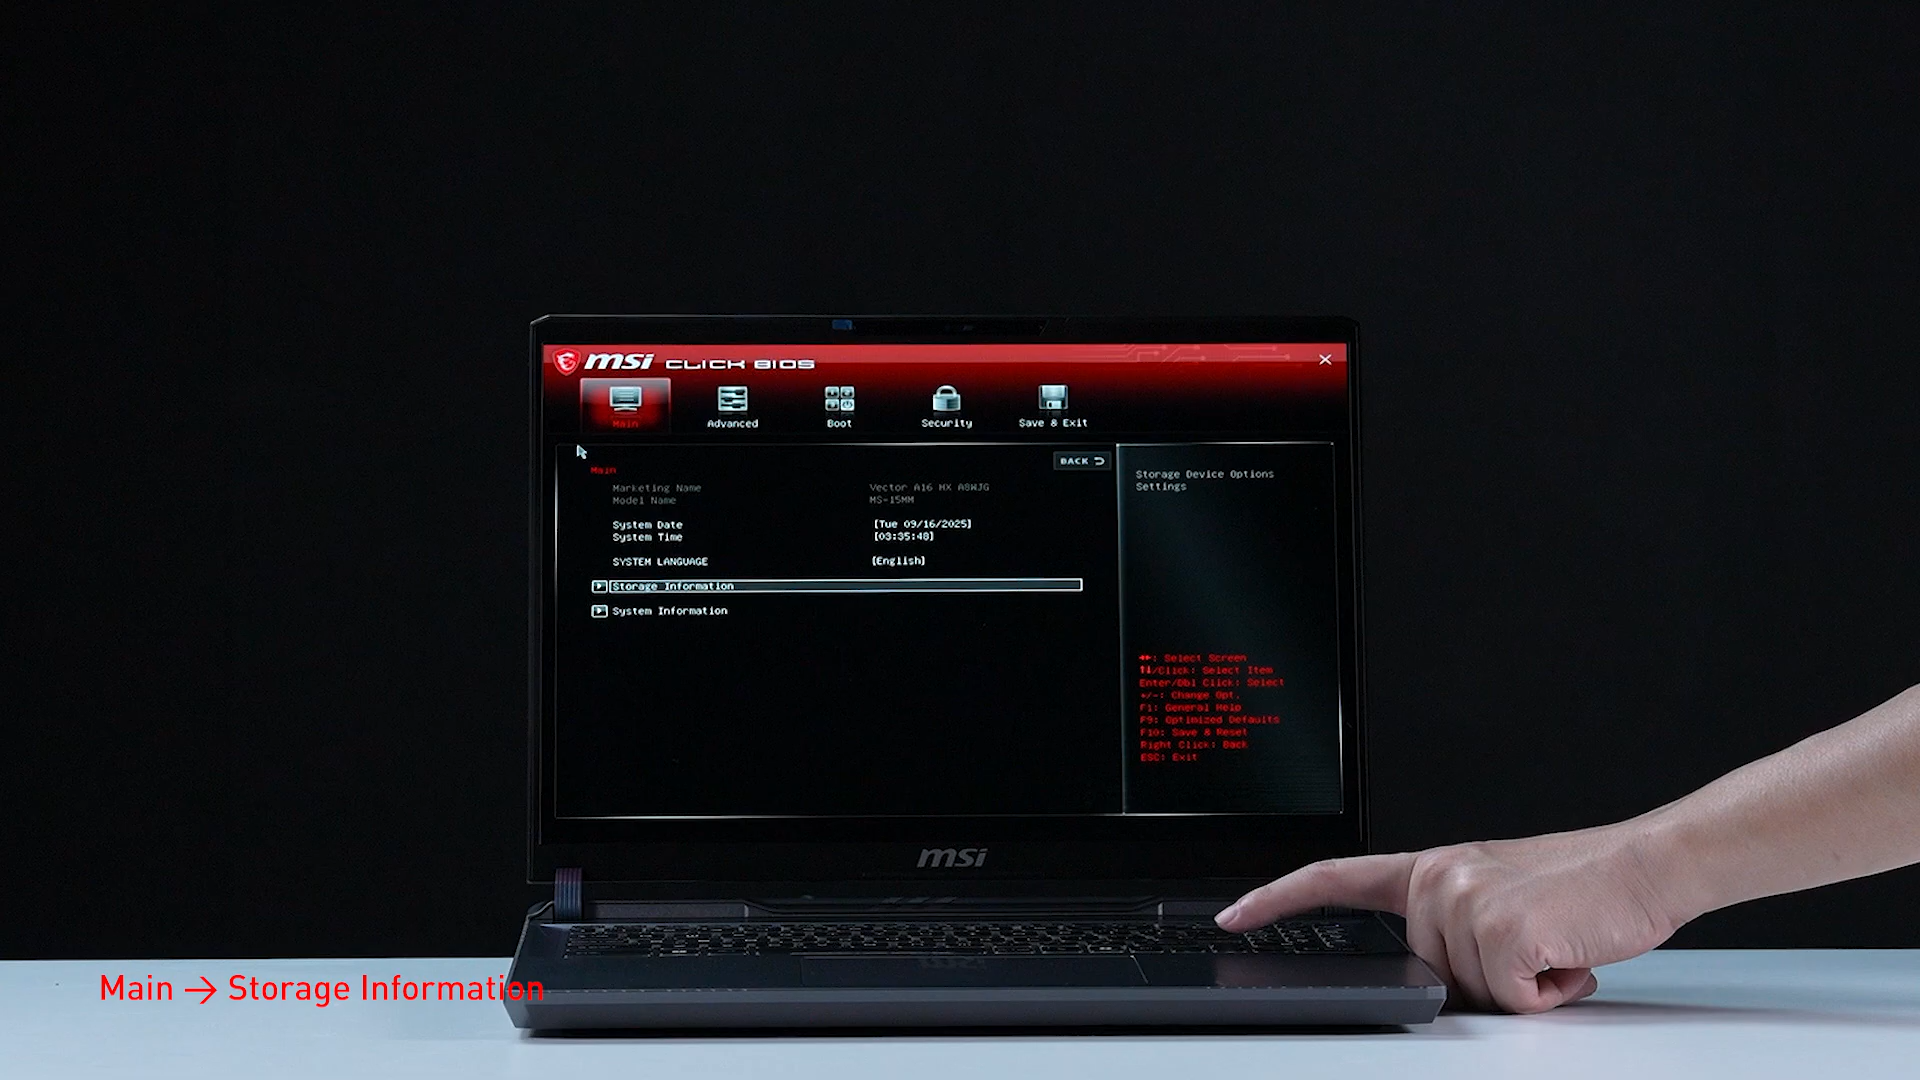 msi CLICK BIOS
Main
Advanced
Boot
Security
Save & Exit
BACK
Main
Marketing Name Vector A16 HX A8WJG
Model Name MS-15MM
System Date [Tue 09/16/2025]
System Time [03:35:48]
SYSTEM LANGUAGE [English]
Storage Information
System Information
Storage Device Options
Settings
: Select Screen
/Click: Select Item
Enter/Dbl Click: Select
+/-: Change Opt.
F1: General Help
F9: Optimized Defaults
F10: Save & Reset
Right Click: Back
ESC: Exit
msi
Main → Storage Information